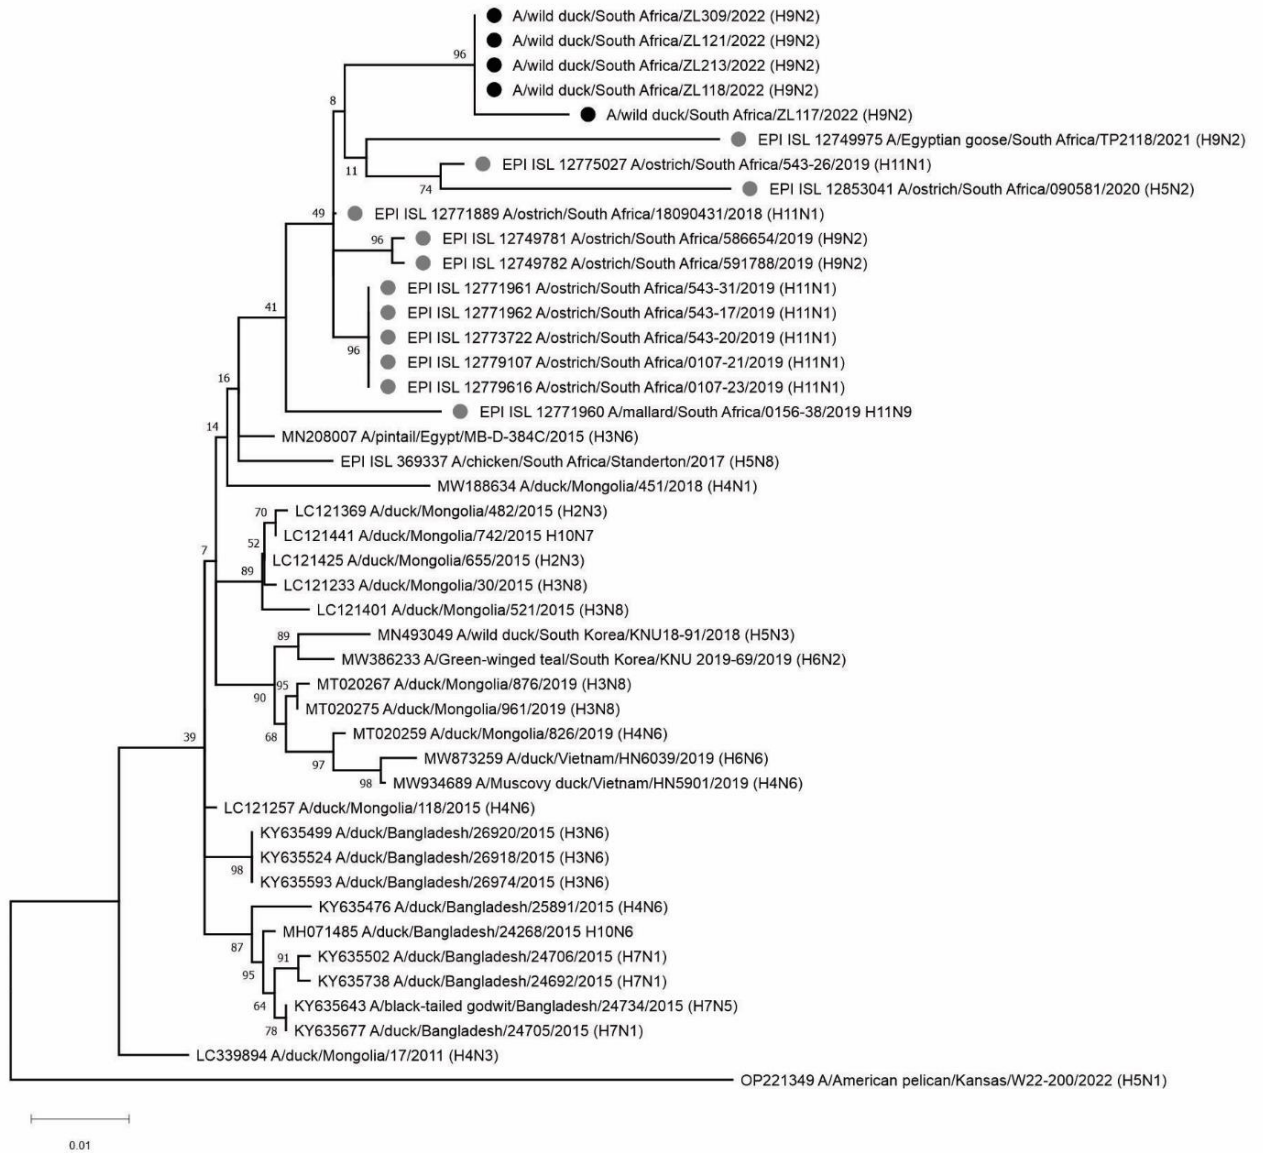 A/wild duck/South Africa/ZL309/2022 (H9N2)
A/wild duck/South Africa/ZL121/2022 (H9N2)
96
A/wild duck/South Africa/ZL213/2022 (H9N2)
A/wild duck/South Africa/ZL118/2022 (H9N2)
8
A/wild duck/South Africa/ZL117/2022 (H9N2)
EPI ISL 12749975 A/Egyptian goose/South Africa/TP2118/2021 (H9N2)
11
EPI ISL 12775027 A/ostrich/South Africa/543-26/2019 (H11N1)
74
EPI ISL 12853041 A/ostrich/South Africa/090581/2020 (H5N2)
49
EPI ISL 12771889 A/ostrich/South Africa/18090431/2018 (H11N1)
96
EPI ISL 12749781 A/ostrich/South Africa/586654/2019 (H9N2)
EPI ISL 12749782 A/ostrich/South Africa/591788/2019 (H9N2)
EPI ISL 12771961 A/ostrich/South Africa/543-31/2019 (H11N1)
41
EPI ISL 12771962 A/ostrich/South Africa/543-17/2019 (H11N1)
EPI ISL 12773722 A/ostrich/South Africa/543-20/2019 (H11N1)
96
EPI ISL 12779107 A/ostrich/South Africa/0107-21/2019 (H11N1)
16
EPI ISL 12779616 A/ostrich/South Africa/0107-23/2019 (H11N1)
EPI ISL 12771960 A/mallard/South Africa/0156-38/2019 H11N9
14
MN208007 A/pintail/Egypt/MB-D-384C/2015 (H3N6)
EPI ISL 369337 A/chicken/South Africa/Standerton/2017 (H5N8)
MW188634 A/duck/Mongolia/451/2018 (H4N1)
70
LC121369 A/duck/Mongolia/482/2015 (H2N3)
LC121441 A/duck/Mongolia/742/2015 H10N7
7
52
LC121425 A/duck/Mongolia/655/2015 (H2N3)
89
LC121233 A/duck/Mongolia/30/2015 (H3N8)
LC121401 A/duck/Mongolia/521/2015 (H3N8)
89
MN493049 A/wild duck/South Korea/KNU18-91/2018 (H5N3)
MW386233 A/Green-winged teal/South Korea/KNU 2019-69/2019 (H6N2)
90
95
MT020267 A/duck/Mongolia/876/2019 (H3N8)
MT020275 A/duck/Mongolia/961/2019 (H3N8)
39
68
MT020259 A/duck/Mongolia/826/2019 (H4N6)
97
MW873259 A/duck/Vietnam/HN6039/2019 (H6N6)
98
MW934689 A/Muscovy duck/Vietnam/HN5901/2019 (H4N6)
LC121257 A/duck/Mongolia/118/2015 (H4N6)
KY635499 A/duck/Bangladesh/26920/2015 (H3N6)
98
KY635524 A/duck/Bangladesh/26918/2015 (H3N6)
KY635593 A/duck/Bangladesh/26974/2015 (H3N6)
KY635476 A/duck/Bangladesh/25891/2015 (H4N6)
87
MH071485 A/duck/Bangladesh/24268/2015 H10N6
91
KY635502 A/duck/Bangladesh/24706/2015 (H7N1)
95
KY635738 A/duck/Bangladesh/24692/2015 (H7N1)
64
KY635643 A/black-tailed godwit/Bangladesh/24734/2015 (H7N5)
78
KY635677 A/duck/Bangladesh/24705/2015 (H7N1)
LC339894 A/duck/Mongolia/17/2011 (H4N3)
OP221349 A/American pelican/Kansas/W22-200/2022 (H5N1)
0.01